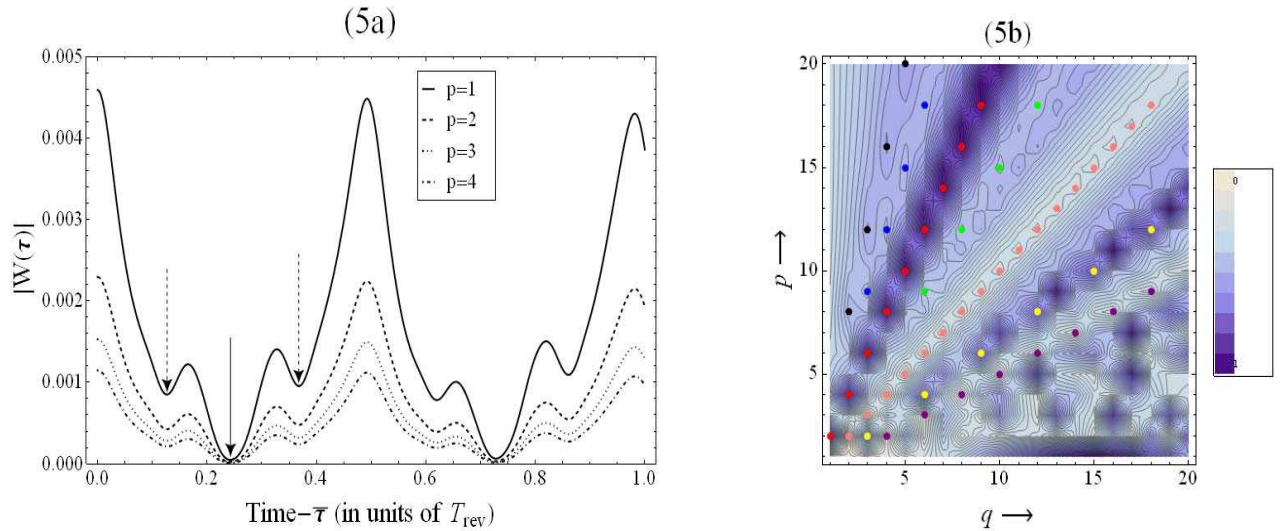 (5a)
0.005
0.004
0.003
0.002
0.001
0.000
|W(τ)|
p=1
p=2
p=3
p=4
0.0 0.2 0.4 0.6 0.8 1.0
Time−τ (in units of T_rev)
(5b)
20
15
10
5
p ⟶
5 10 15 20
q ⟶
0
1